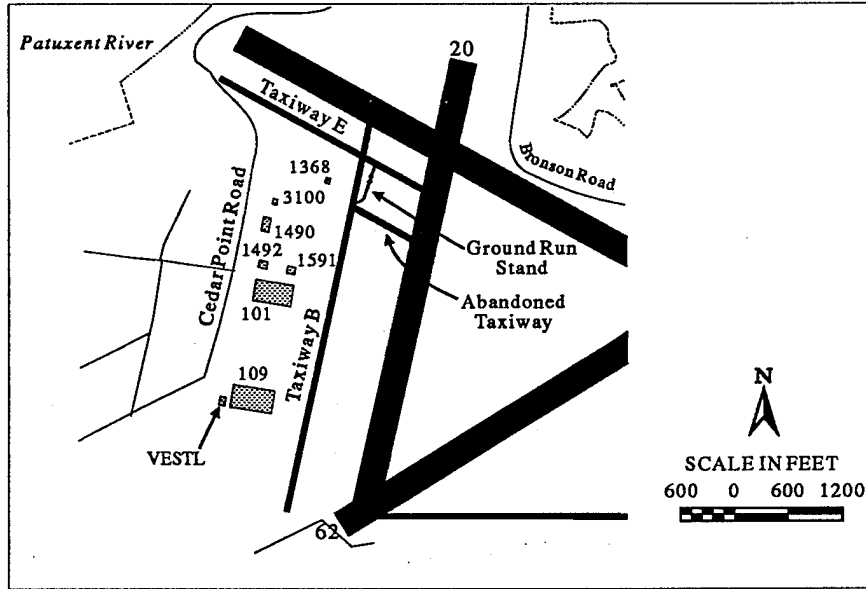 Patuxent River
20
Taxiway E
Bronson Road
1368
3100
1490
1492
1591
Cedar Point Road
Ground Run
Stand
101
Abandoned
Taxiway
Taxiway B
109
VESTL
N
SCALE IN FEET
600 0 600 1200
62